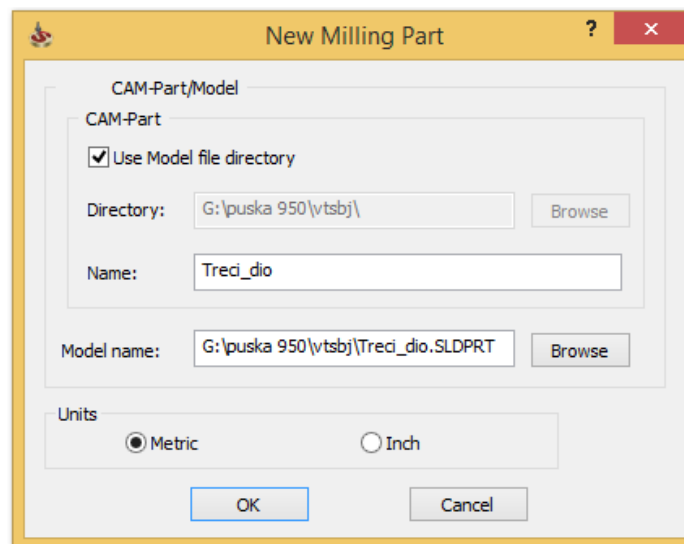 New Milling Part
?
CAM-Part/Model
CAM-Part
Use Model file directory
Directory: G:\puska 950\vtsbj\ Browse
Name: Treci_dio
Model name: G:\puska 950\vtsbj\Treci_dio.SLDPRT Browse
Units
Metric Inch
OK Cancel